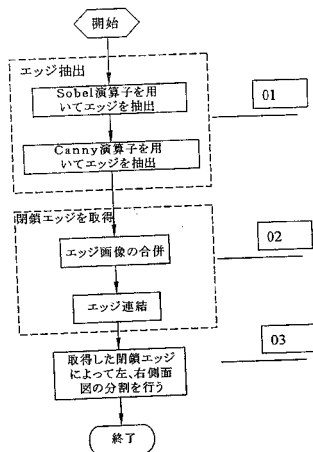 開始
エッジ抽出
Sobel演算子を用
いてエッジを抽出
01
Canny演算子を用
いてエッジを抽出
閉鎖エッジを取得
02
エッジ画像の合併
エッジ連結
03
取得した閉鎖エッジ
によって左、右側面
図の分割を行う
終了